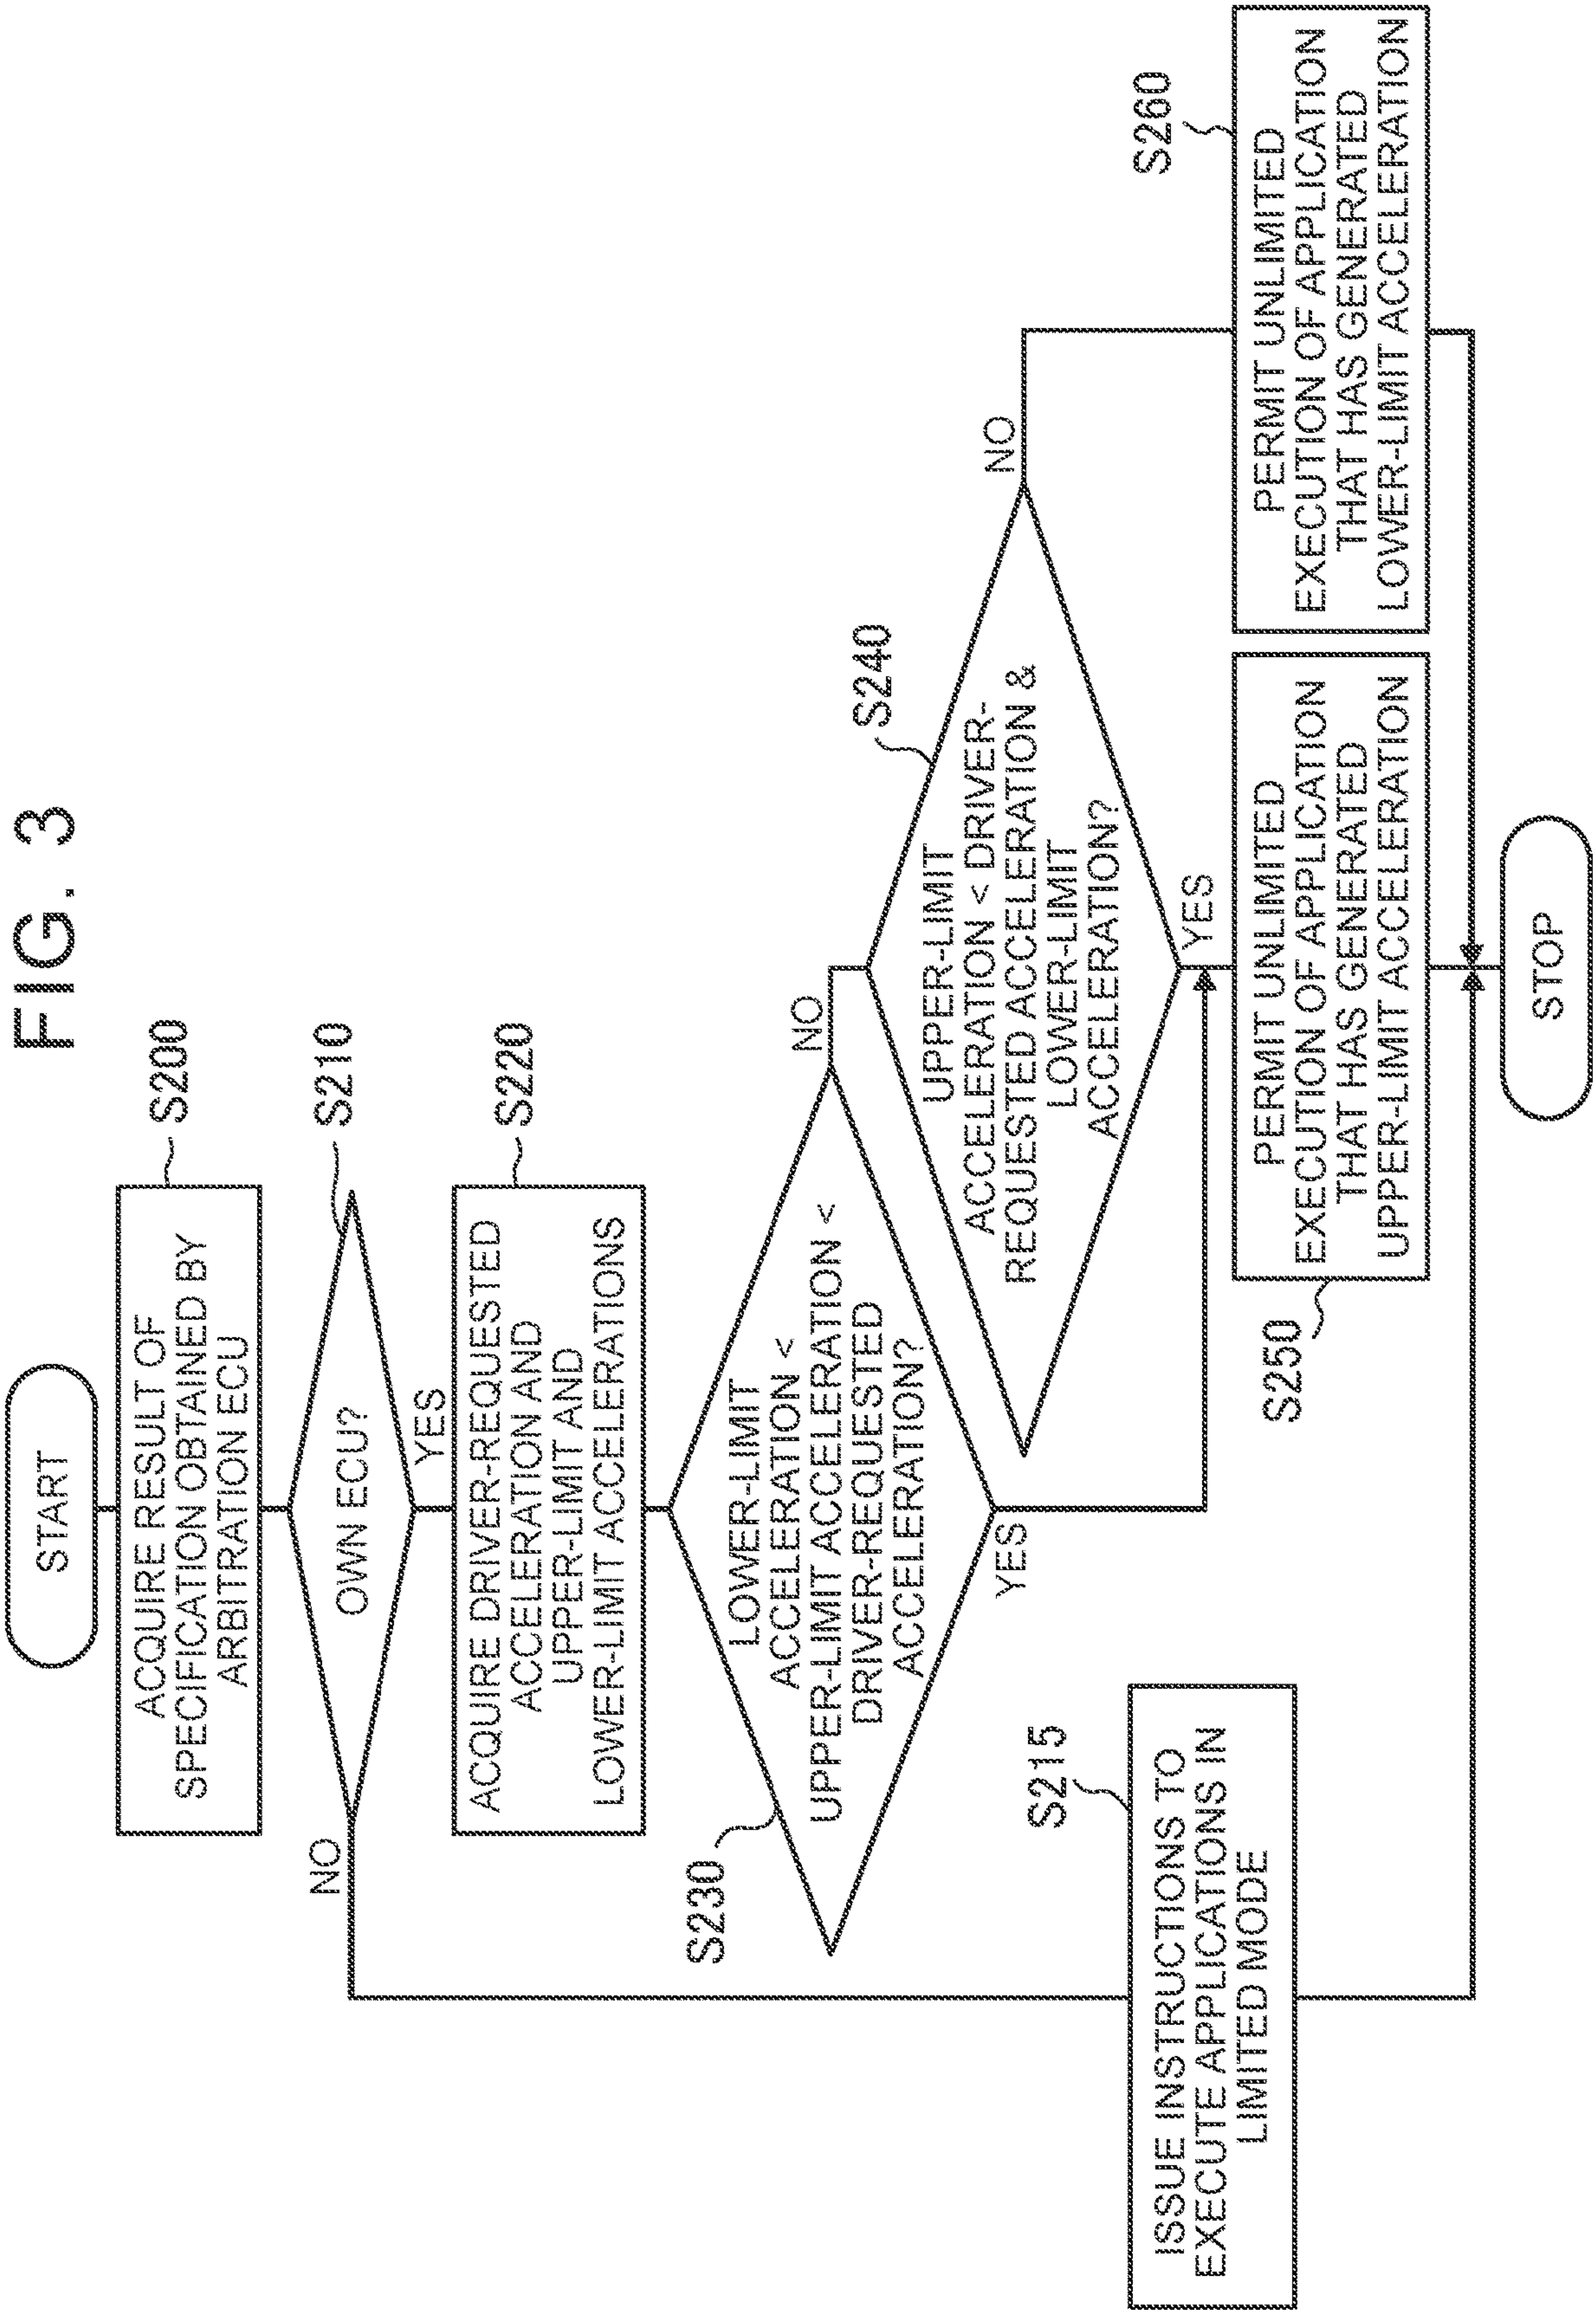 FIG. 3
START
S200
ACQUIRE RESULT OF
SPECIFICATION OBTAINED BY
ARBITRATION ECU
S210
OWN ECU?
NO
YES
S220
ACQUIRE DRIVER-REQUESTED
ACCELERATION AND
UPPER-LIMIT AND
LOWER-LIMIT ACCELERATIONS
S230
LOWER-LIMIT
ACCELERATION <
UPPER-LIMIT ACCELERATION <
DRIVER-REQUESTED
ACCELERATION?
NO
YES
S240
UPPER-LIMIT
ACCELERATION < DRIVER-
REQUESTED ACCELERATION &
LOWER-LIMIT
ACCELERATION?
NO
YES
S215
ISSUE INSTRUCTIONS TO
EXECUTE APPLICATIONS IN
LIMITED MODE
S250
PERMIT UNLIMITED
EXECUTION OF APPLICATION
THAT HAS GENERATED
UPPER-LIMIT ACCELERATION
S260
PERMIT UNLIMITED
EXECUTION OF APPLICATION
THAT HAS GENERATED
LOWER-LIMIT ACCELERATION
STOP